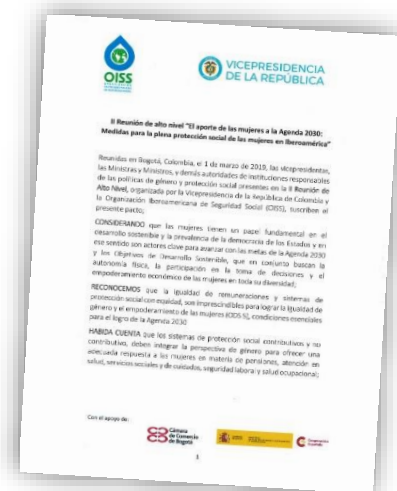 OISS
VICEPRESIDENCIA
DE LA REPÚBLICA
II Reunión de alto nivel "El aporte de las mujeres a la Agenda 2030:
Medidas para la plena protección social de las mujeres en Iberoamérica"
Reunidas en Bogotá, Colombia, el 1 de marzo de 2019, las vicepresidentas,
las Ministras y Ministros, y demás autoridades de instituciones responsables
de las políticas de género y protección social presentes en la II Reunión de
Alto Nivel, organizada por la Vicepresidencia de la República de Colombia y
la Organización Iberoamericana de Seguridad Social (OISS), suscriben el
presente pacto;
CONSIDERANDO que las mujeres tienen un papel fundamental en el
desarrollo sostenible y la prevalencia de la democracia de los Estados y en
ese sentido son actores clave para avanzar con las metas de la Agenda 2030
y los Objetivos de Desarrollo Sostenible, que en conjunto buscan la
autonomía física, la participación en la toma de decisiones y el
empoderamiento económico de las mujeres en toda su diversidad;
RECONOCEMOS que la igualdad de remuneraciones y sistemas de
protección social con equidad, son imprescindibles para lograr la igualdad de
género y el empoderamiento de las mujeres (ODS 5), condiciones esenciales
para el logro de la Agenda 2030
HABIDA CUENTA que los sistemas de protección social contributivos y no
contributivo, deben integrar la perspectiva de género para ofrecer una
adecuada respuesta a las mujeres en materia de pensiones, atención en
salud, servicios sociales y de cuidados, seguridad laboral y salud ocupacional;
Con el apoyo de:
Cámara
de Comercio
de Bogotá
Cooperación
Española
1